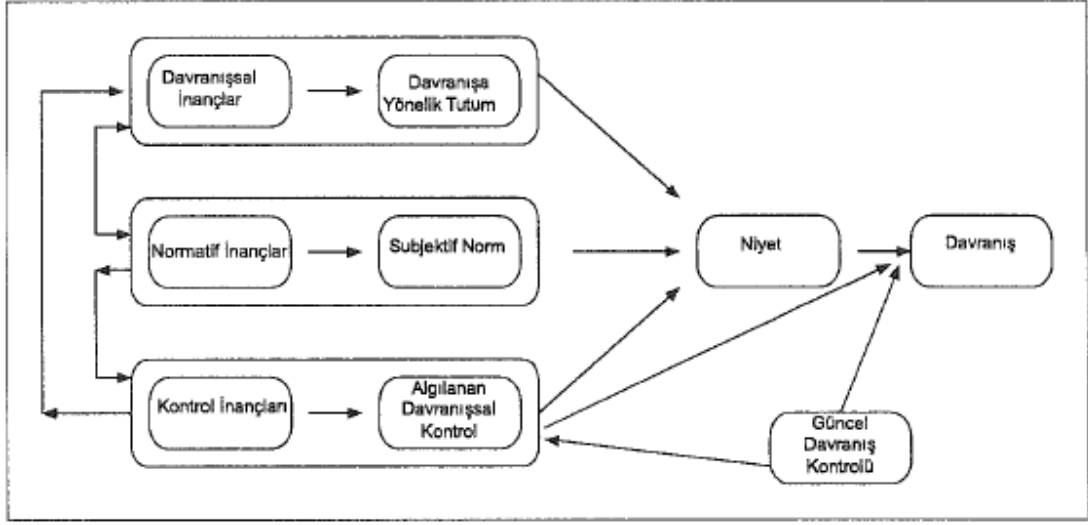 Davranışsal
İnançlar
Davranışa
Yönelik Tutum
Normatif İnançlar
Subjektif Norm
Niyet
Davranış
Kontrol İnançları
Algılanan
Davranışsal
Kontrol
Güncel
Davranış
Kontrolü